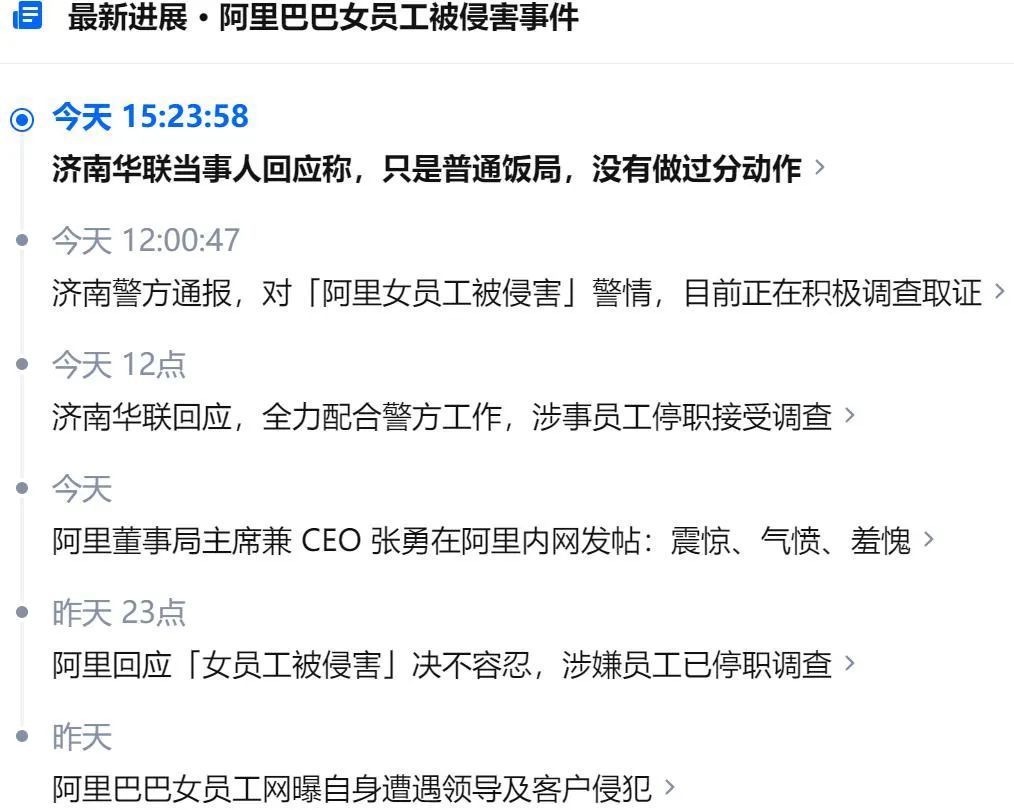 最新进展·阿里巴巴女员工被侵害事件
今天 15:23:58
济南华联当事人回应称，只是普通饭局，没有做过分动作
今天 12:00:47
济南警方通报，对「阿里女员工被侵害」警情，目前正在积极调查取证
今天 12点
济南华联回应，全力配合警方工作，涉事员工停职接受调查
今天
阿里董事局主席兼 CEO 张勇在阿里内网发帖：震惊、气愤、羞愧
昨天 23点
阿里回应「女员工被侵害」决不容忍，涉嫌员工已停职调查
昨天
阿里巴巴女员工网曝自身遭遇领导及客户侵犯